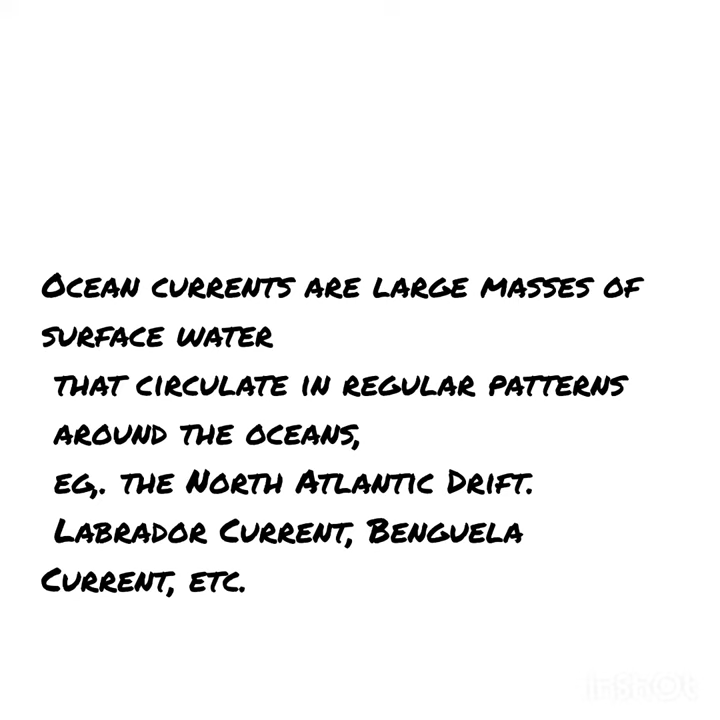 Ocean currents are large masses of
surface water
that circulate in regular patterns
around the oceans,
eg,. the North Atlantic Drift.
Labrador Current, Benguela
Current, etc.
InShOt